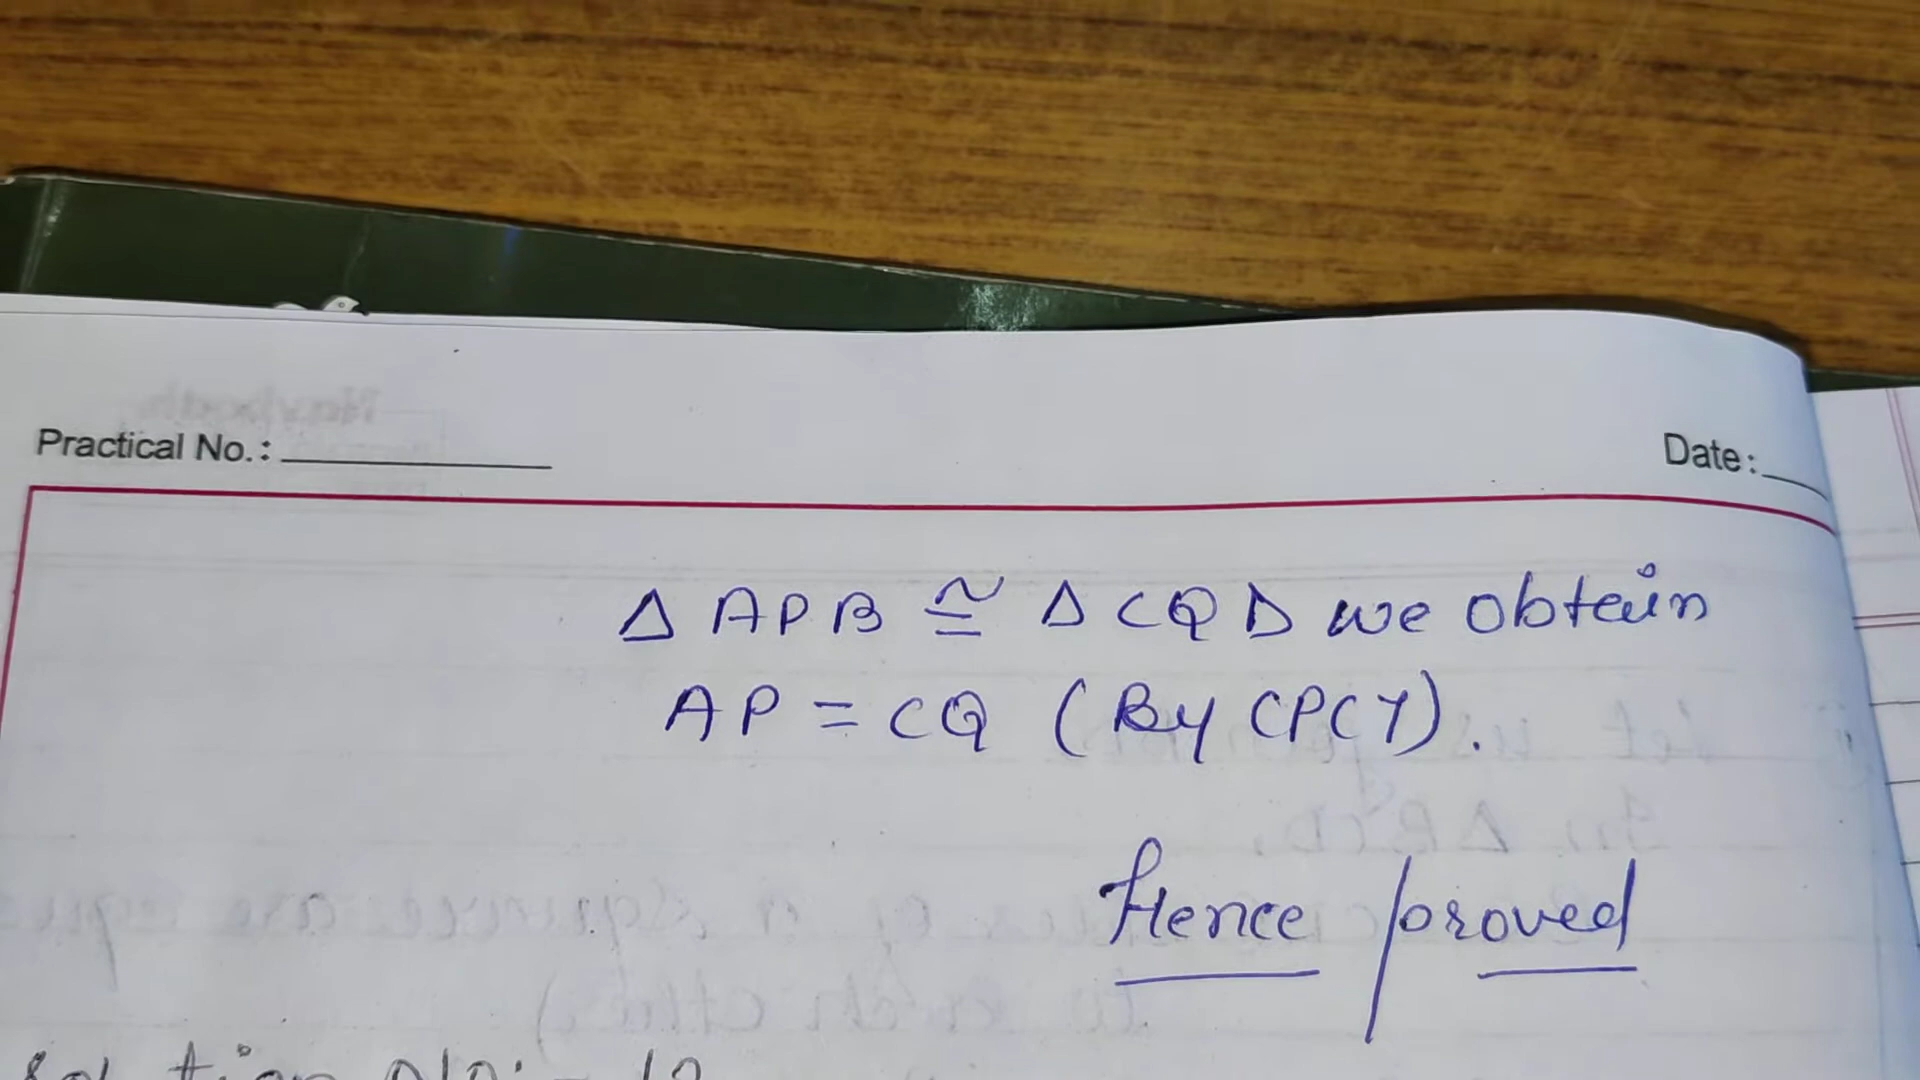 Practical No.: Date:
Δ APB ≅ Δ CQD we obtain
AP = CQ (By CPCT).
Hence proved